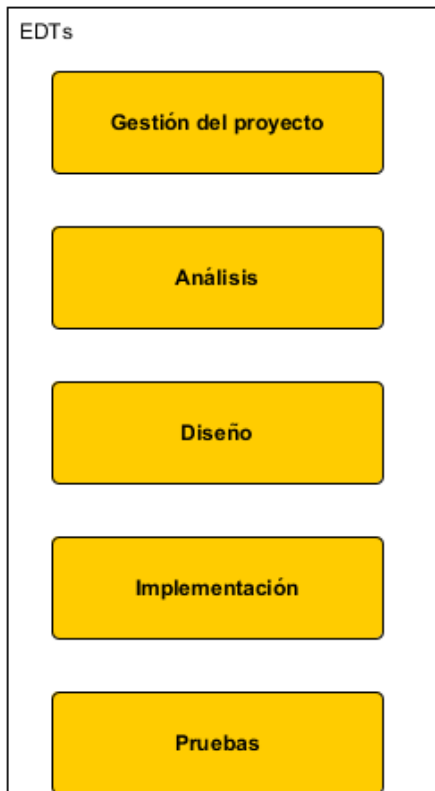 EDTs
Gestión del proyecto
Análisis
Diseño
Implementación
Pruebas